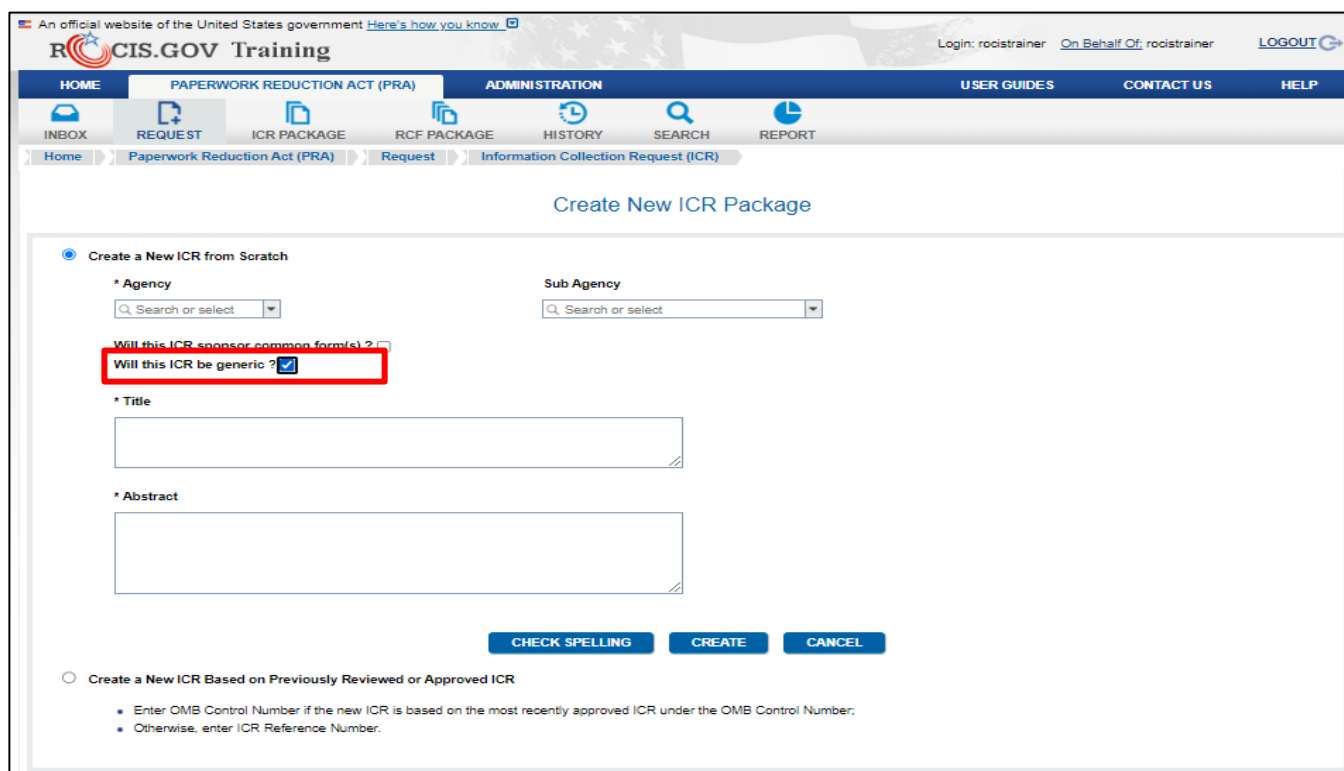 An official website of the United States government Here's how you know
ROCIS.GOV Training
Login: rocistrainer On Behalf Of: rocistrainer LOGOUT
HOME PAPERWORK REDUCTION ACT (PRA) ADMINISTRATION USER GUIDES CONTACT US HELP
INBOX REQUEST ICR PACKAGE RCF PACKAGE HISTORY SEARCH REPORT
Home Paperwork Reduction Act (PRA) Request Information Collection Request (ICR)
Create New ICR Package
Create a New ICR from Scratch
* Agency Sub Agency
Search or select Search or select
Will this ICR sponsor common form(s) ?
Will this ICR be generic ?
* Title
* Abstract
CHECK SPELLING CREATE CANCEL
Create a New ICR Based on Previously Reviewed or Approved ICR
Enter OMB Control Number if the new ICR is based on the most recently approved ICR under the OMB Control Number;
Otherwise, enter ICR Reference Number.